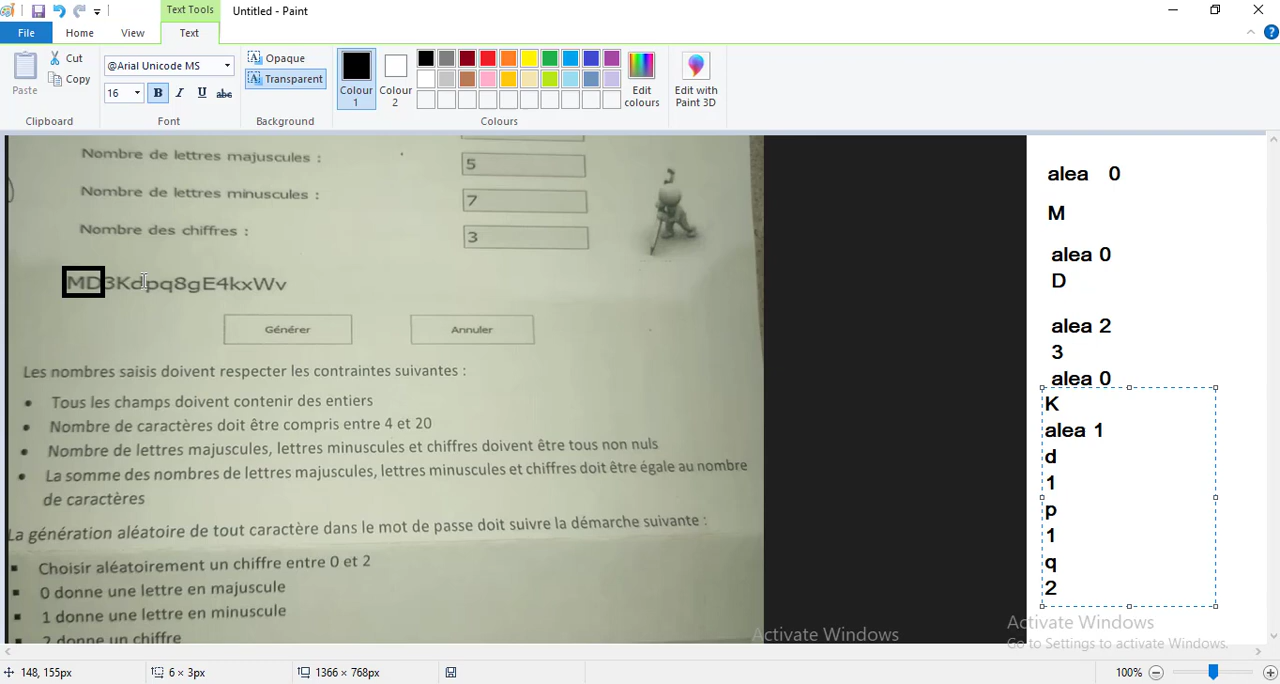 Text Tools
Untitled - Paint
File
Home
View
Text
Paste
Cut
Copy
Clipboard
@Arial Unicode MS
16
B
I
U
abc
Font
Opaque
Transparent
Background
Colour 1
Colour 2
Edit colours
Edit with Paint 3D
Colours
Nombre de lettres majuscules :
5
Nombre de lettres minuscules :
7
Nombre des chiffres :
3
MD3Kdpq8gE4kxWv
Générer
Annuler
Les nombres saisis doivent respecter les contraintes suivantes :
• Tous les champs doivent contenir des entiers
• Nombre de caractères doit être compris entre 4 et 20
• Nombre de lettres majuscules, lettres minuscules et chiffres doivent être tous non nuls
• La somme des nombres de lettres majuscules, lettres minuscules et chiffres doit être égale au nombre
de caractères
La génération aléatoire de tout caractère dans le mot de passe doit suivre la démarche suivante :
▪ Choisir aléatoirement un chiffre entre 0 et 2
▪ 0 donne une lettre en majuscule
▪ 1 donne une lettre en minuscule
▪ 2 donne un chiffre
alea 0
M
alea 0
D
alea 2
3
alea 0
K
alea 1
d
1
p
1
q
2
Activate Windows
Activate Windows
Go to Settings to activate Windows.
148, 155px
6 × 3px
1366 × 768px
100%